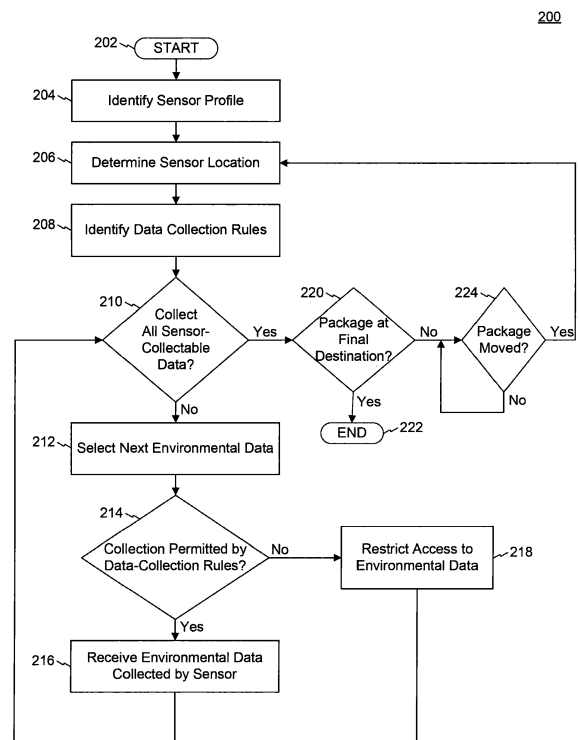 200
202
START
204
Identify Sensor Profile
206
Determine Sensor Location
208
Identify Data Collection Rules
210
Collect
All Sensor-
Collectable
Data?
Yes
No
220
Package at
Final
Destination?
No
Yes
224
Package
Moved?
Yes
No
END
222
212
Select Next Environmental Data
214
Collection Permitted by
Data-Collection Rules?
No
Yes
Restrict Access to
Environmental Data
218
216
Receive Environmental Data
Collected by Sensor